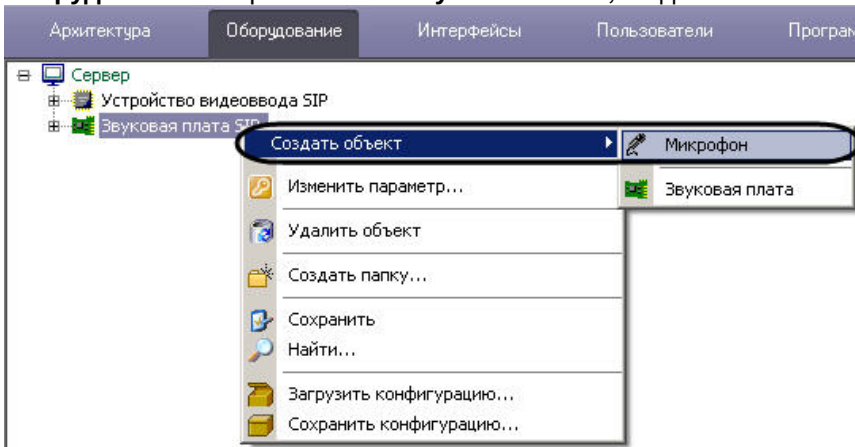 Архитектура Оборудование Интерфейсы Пользователи Програм
Сервер
Устройство видеоввода SIP
Звуковая плата SIP
Создать объект
Микрофон
Звуковая плата
Изменить параметр...
Удалить объект
Создать папку...
Сохранить
Найти...
Загрузить конфигурацию...
Сохранить конфигурацию...